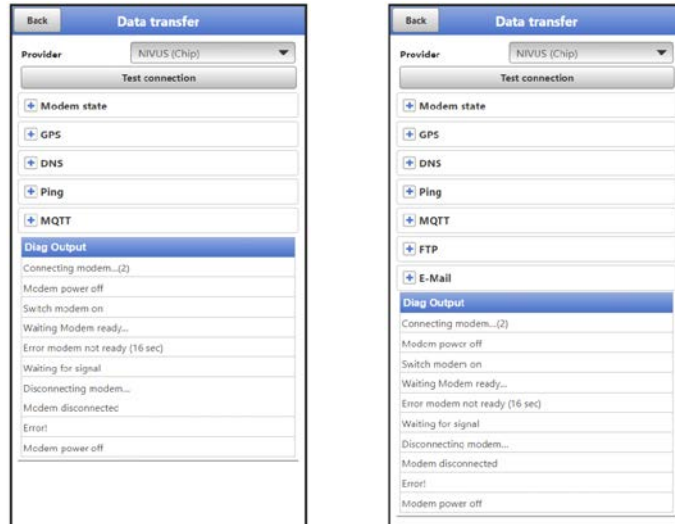 Back Data transfer
Provider NIVUS (Chip)
Test connection
Modem state
GPS
DNS
Ping
MQTT
Diag Output
Connecting modem...(2)
Modem power off
Switch modem on
Waiting Modem ready...
Error modem not ready (16 sec)
Waiting for signal
Disconnecting modem...
Modem disconnected
Error!
Modem power off
Back Data transfer
Provider NIVUS (Chip)
Test connection
Modem state
GPS
DNS
Ping
MQTT
FTP
E-Mail
Diag Output
Connecting modem...(2)
Modem power off
Switch modem on
Waiting Modem ready...
Error modem not ready (16 sec)
Waiting for signal
Disconnecting modem...
Modem disconnected
Error!
Modem power off